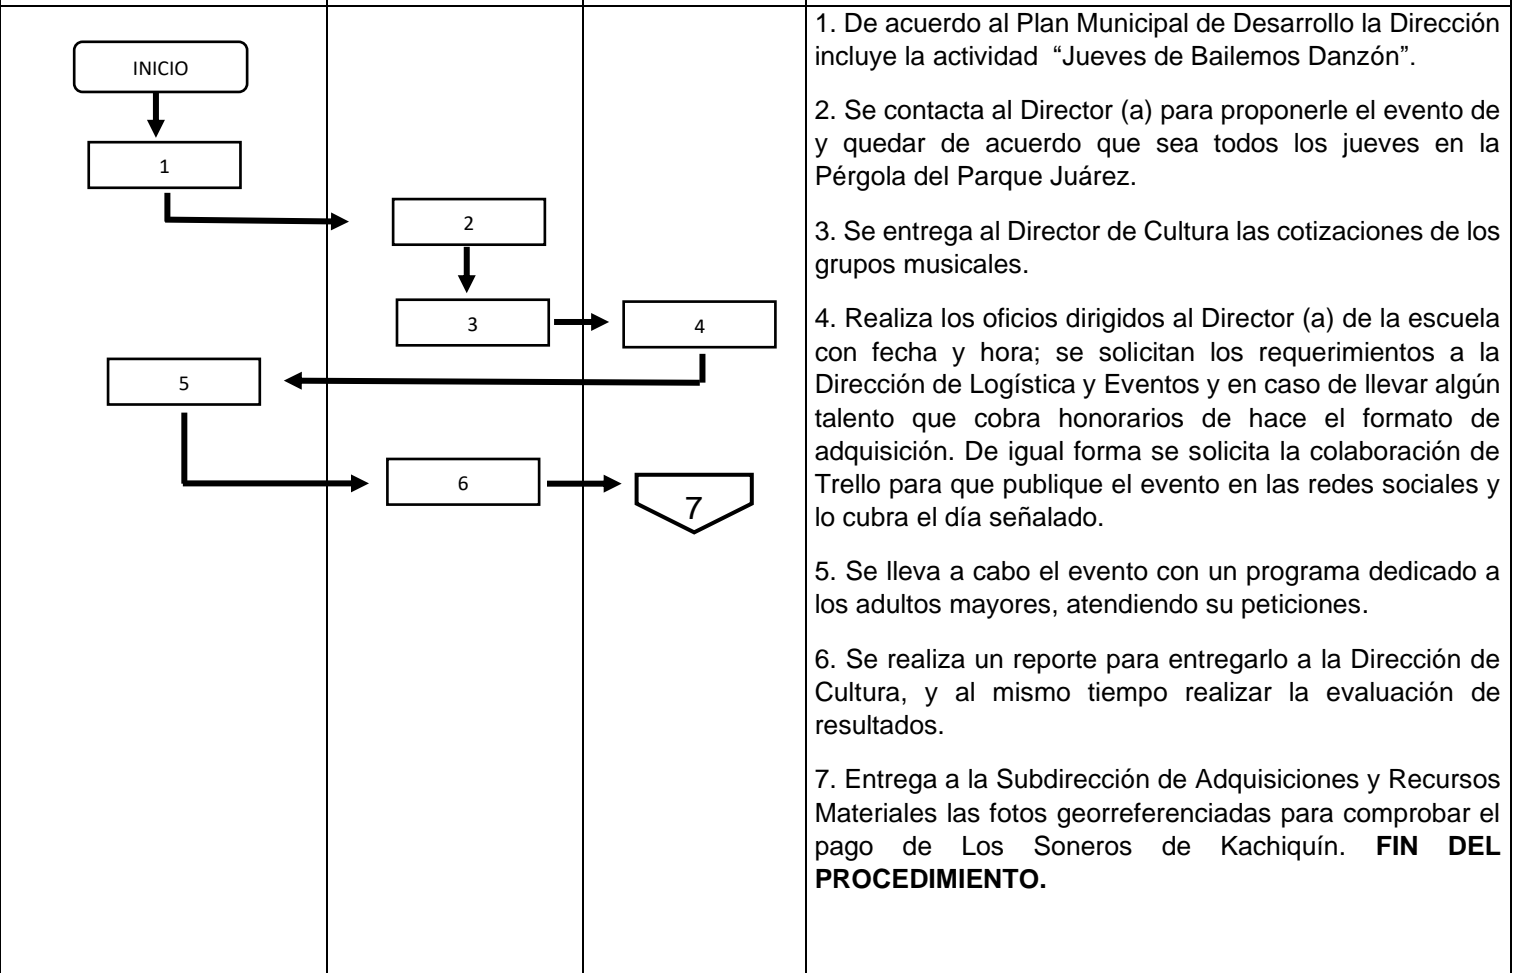 INICIO
1
2
3
4
5
6
7
1. De acuerdo al Plan Municipal de Desarrollo la Dirección
incluye la actividad “Jueves de Bailemos Danzón”.
2. Se contacta al Director (a) para proponerle el evento de
y quedar de acuerdo que sea todos los jueves en la
Pérgola del Parque Juárez.
3. Se entrega al Director de Cultura las cotizaciones de los
grupos musicales.
4. Realiza los oficios dirigidos al Director (a) de la escuela
con fecha y hora; se solicitan los requerimientos a la
Dirección de Logística y Eventos y en caso de llevar algún
talento que cobra honorarios de hace el formato de
adquisición. De igual forma se solicita la colaboración de
Trello para que publique el evento en las redes sociales y
lo cubra el día señalado.
5. Se lleva a cabo el evento con un programa dedicado a
los adultos mayores, atendiendo su peticiones.
6. Se realiza un reporte para entregarlo a la Dirección de
Cultura, y al mismo tiempo realizar la evaluación de
resultados.
7. Entrega a la Subdirección de Adquisiciones y Recursos
Materiales las fotos georreferenciadas para comprobar el
pago de Los Soneros de Kachiquín. FIN DEL
PROCEDIMIENTO.